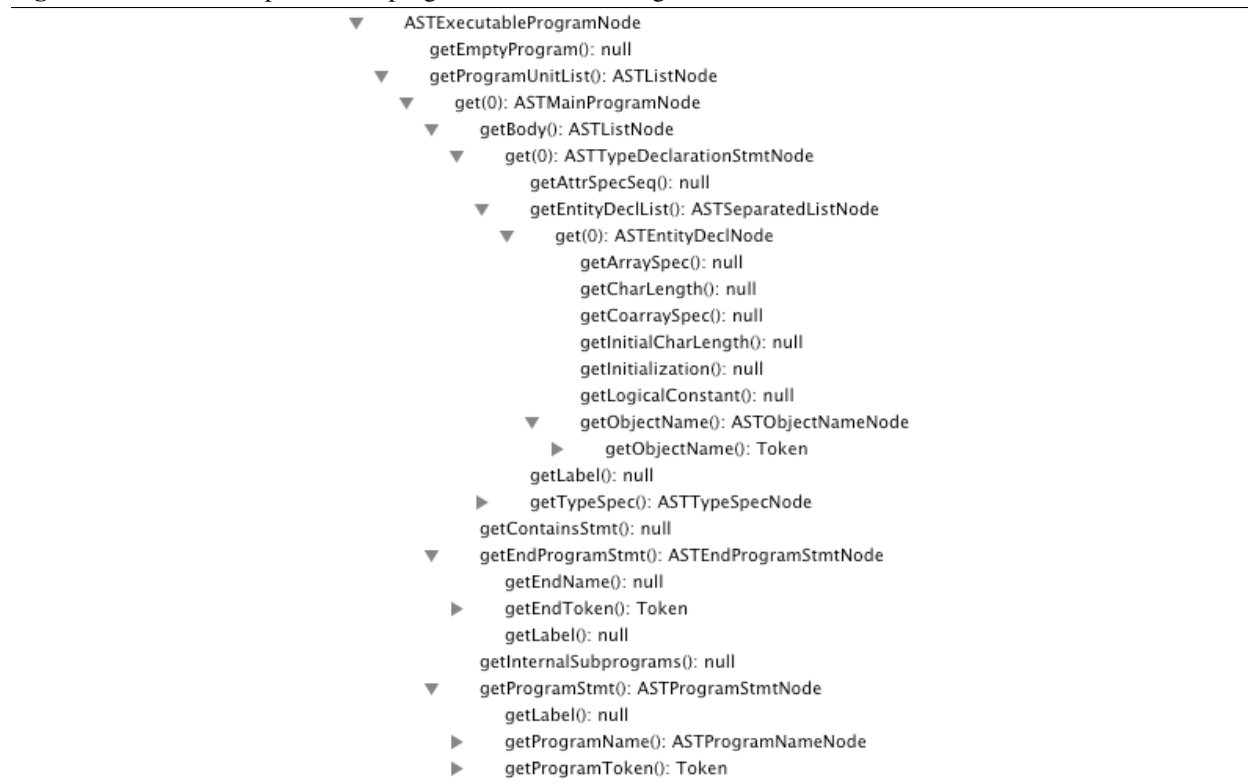 ASTExecutableProgramNode
getEmptyProgram(): null
getProgramUnitList(): ASTListNode
get(0): ASTMainProgramNode
getBody(): ASTListNode
get(0): ASTTypeDeclarationStmtNode
getAttrSpecSeq(): null
getEntityDeclList(): ASTSeparatedListNode
get(0): ASTEntityDeclNode
getArraySpec(): null
getCharLength(): null
getCoarraySpec(): null
getInitialCharLength(): null
getInitialization(): null
getLogicalConstant(): null
getObjectName(): ASTObjectNameNode
getObjectName(): Token
getLabel(): null
getTypeSpec(): ASTTypeSpecNode
getContainsStmt(): null
getEndProgramStmt(): ASTEndProgramStmtNode
getEndName(): null
getEndToken(): Token
getLabel(): null
getInternalSubprograms(): null
getProgramStmt(): ASTProgramStmtNode
getLabel(): null
getProgramName(): ASTProgramNameNode
getProgramToken(): Token